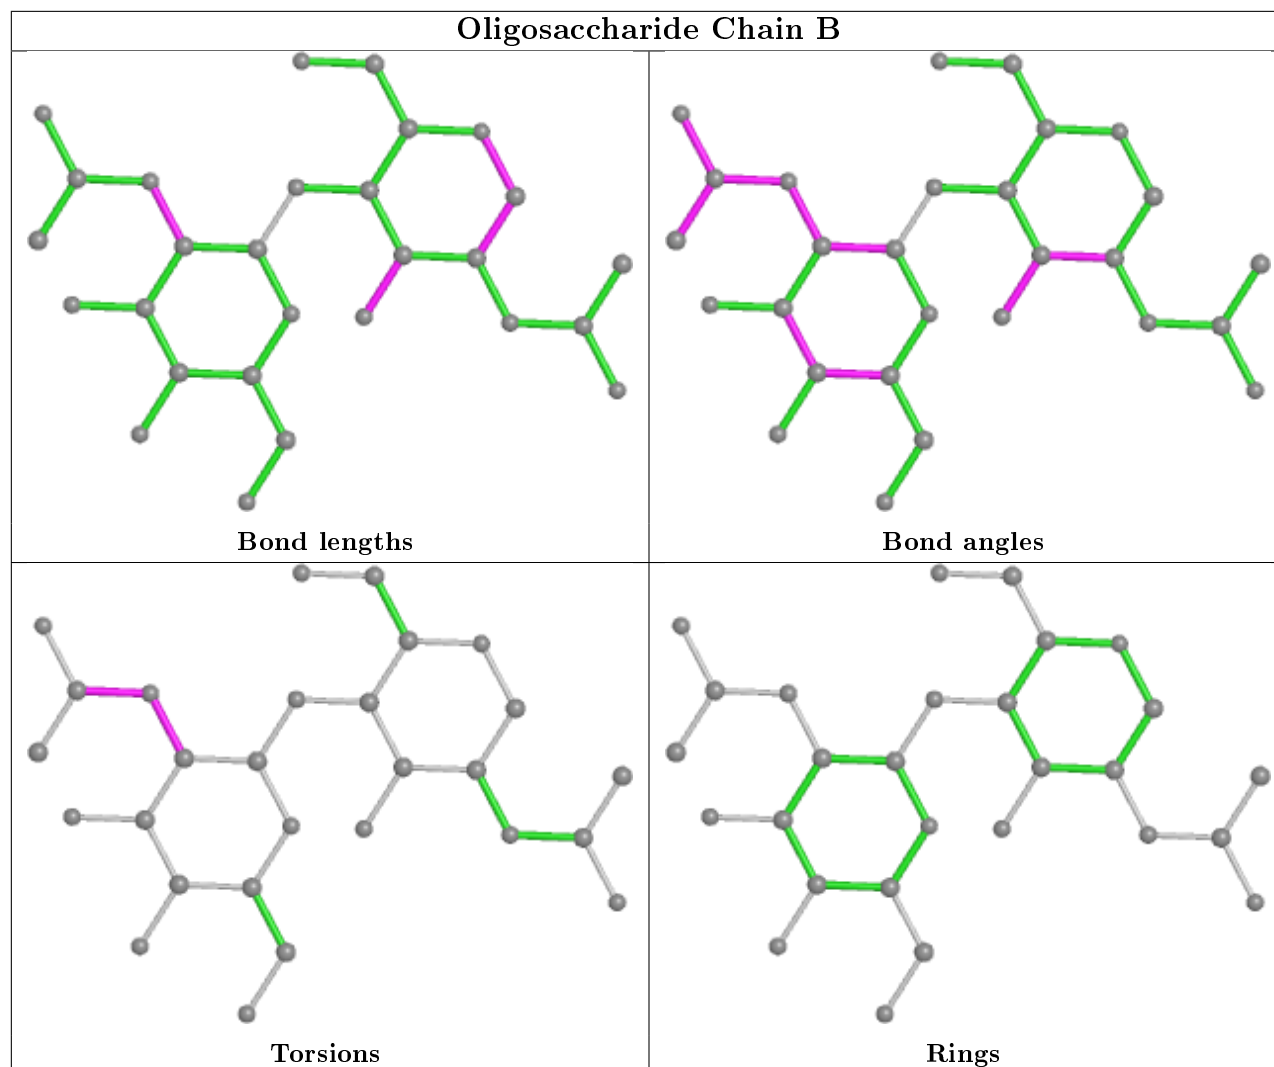 Oligosaccharide Chain B
Bond lengths
Bond angles
Torsions
Rings